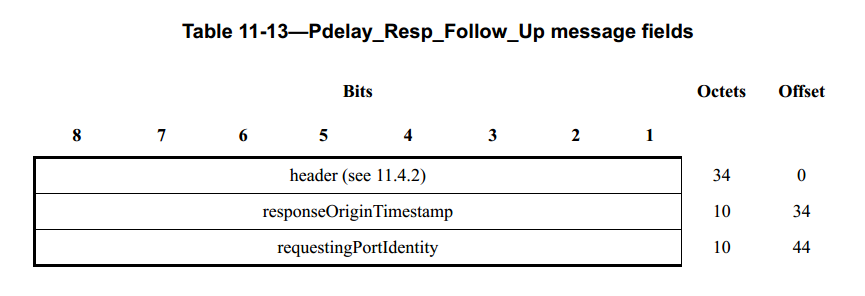 Table 11-13—Pdelay_Resp_Follow_Up message fields
Bits Octets Offset
8 7 6 5 4 3 2 1
header (see 11.4.2) 34 0
responseOriginTimestamp 10 34
requestingPortIdentity 10 44